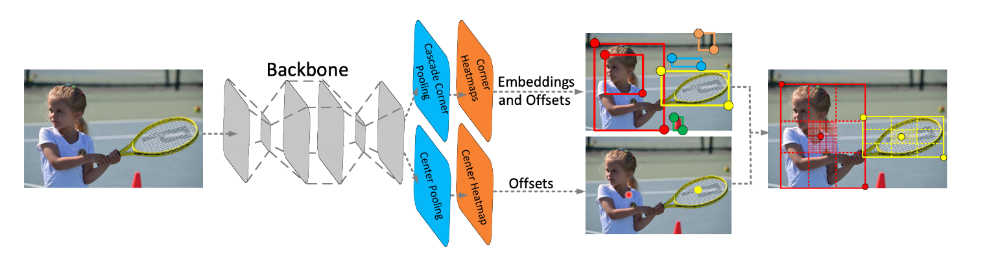 Backbone
Cascade Corner
Pooling
Corner
Heatmaps
Embeddings
and Offsets
Center Pooling
Center Heatmap
Offsets